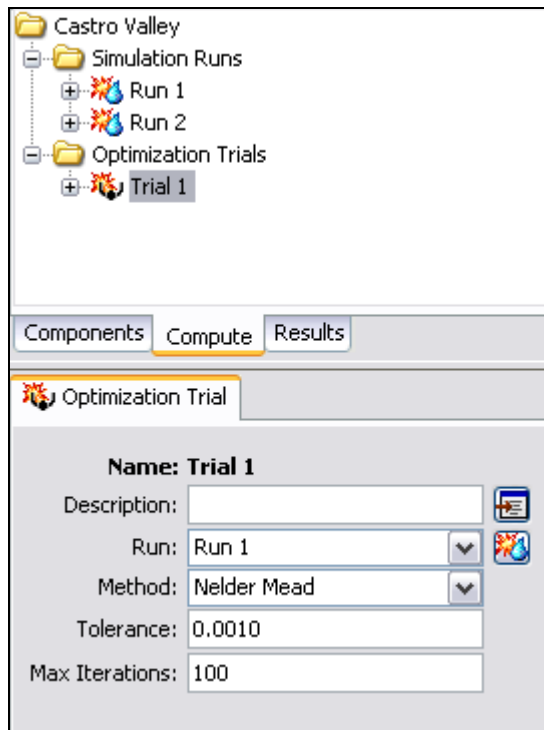 Castro Valley
Simulation Runs
Run 1
Run 2
Optimization Trials
Trial 1
Components Compute Results
Optimization Trial
Name: Trial 1
Description:
Run: Run 1
Method: Nelder Mead
Tolerance: 0.0010
Max Iterations: 100